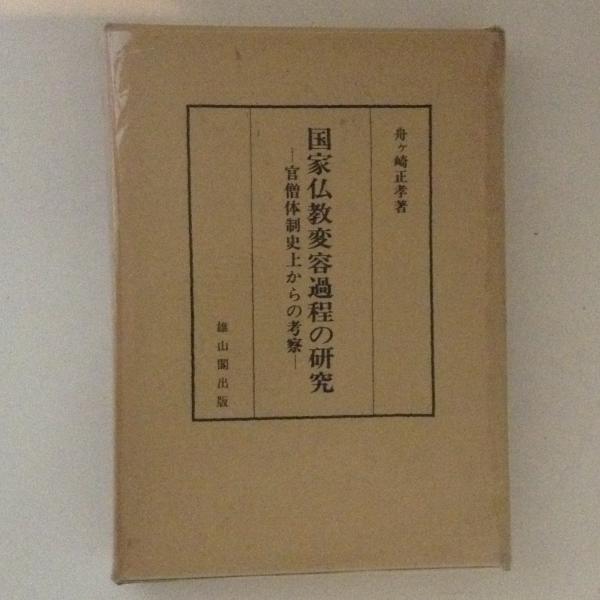 舟ヶ崎正孝著
国家仏教変容過程の研究
―官僧体制史上からの考察―
雄山閣出版